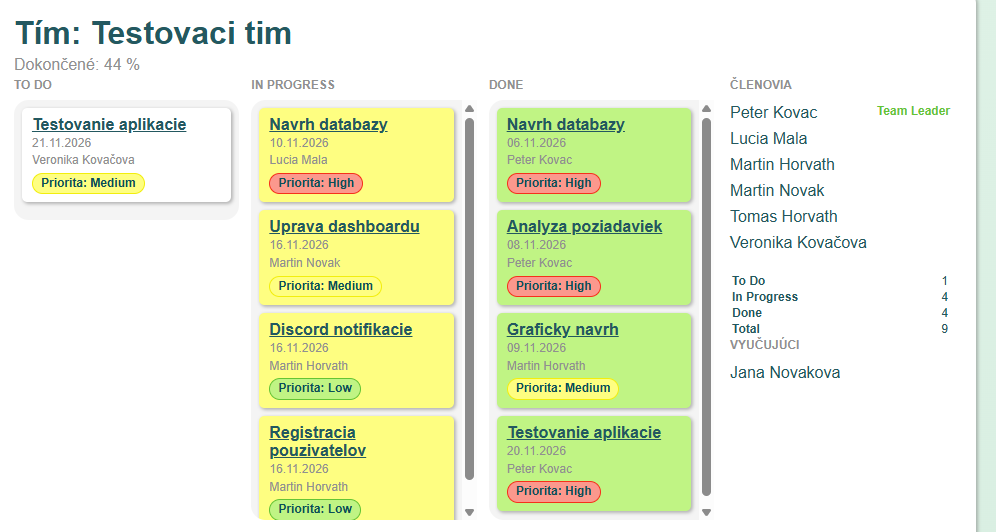 Tím: Testovaci tim
Dokončené: 44 %
TO DO
Testovanie aplikacie
21.11.2026
Veronika Kovačova
Priorita: Medium
IN PROGRESS
Navrh databazy
10.11.2026
Lucia Mala
Priorita: High
Uprava dashboardu
16.11.2026
Martin Novak
Priorita: Medium
Discord notifikacie
16.11.2026
Martin Horvath
Priorita: Low
Registracia
pouzivatelov
16.11.2026
Martin Horvath
Priorita: Low
DONE
Navrh databazy
06.11.2026
Peter Kovac
Priorita: High
Analyza poziadaviek
08.11.2026
Peter Kovac
Priorita: High
Graficky navrh
09.11.2026
Martin Horvath
Priorita: Medium
Testovanie aplikacie
20.11.2026
Peter Kovac
Priorita: High
ČLENOVIA
Peter Kovac Team Leader
Lucia Mala
Martin Horvath
Martin Novak
Tomas Horvath
Veronika Kovačova
To Do 1
In Progress 4
Done 4
Total 9
VYUČUJÚCI
Jana Novakova